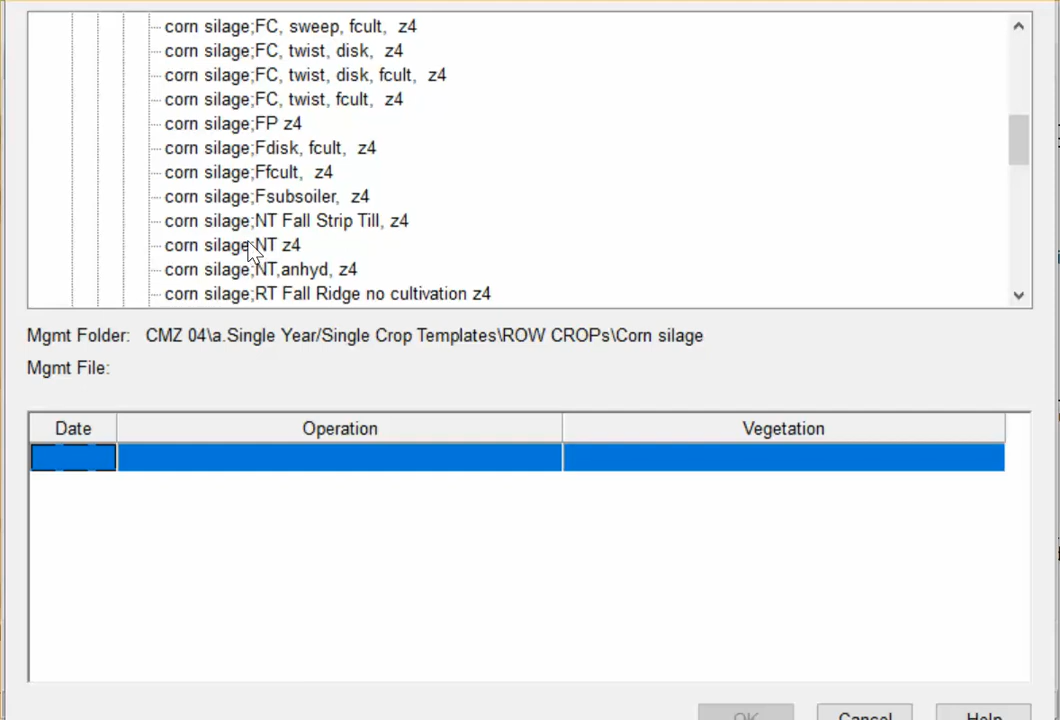 corn silage;FC, sweep, fcult, z4
corn silage;FC, twist, disk, z4
corn silage;FC, twist, disk, fcult, z4
corn silage;FC, twist, fcult, z4
corn silage;FP z4
corn silage;Fdisk, fcult, z4
corn silage;Ffcult, z4
corn silage;Fsubsoiler, z4
corn silage;NT Fall Strip Till, z4
corn silage;NT z4
corn silage;NT,anhyd, z4
corn silage;RT Fall Ridge no cultivation z4
Mgmt Folder: CMZ 04\a.Single Year/Single Crop Templates\ROW CROPs\Corn silage
Mgmt File:
Date Operation Vegetation
OK Cancel Help